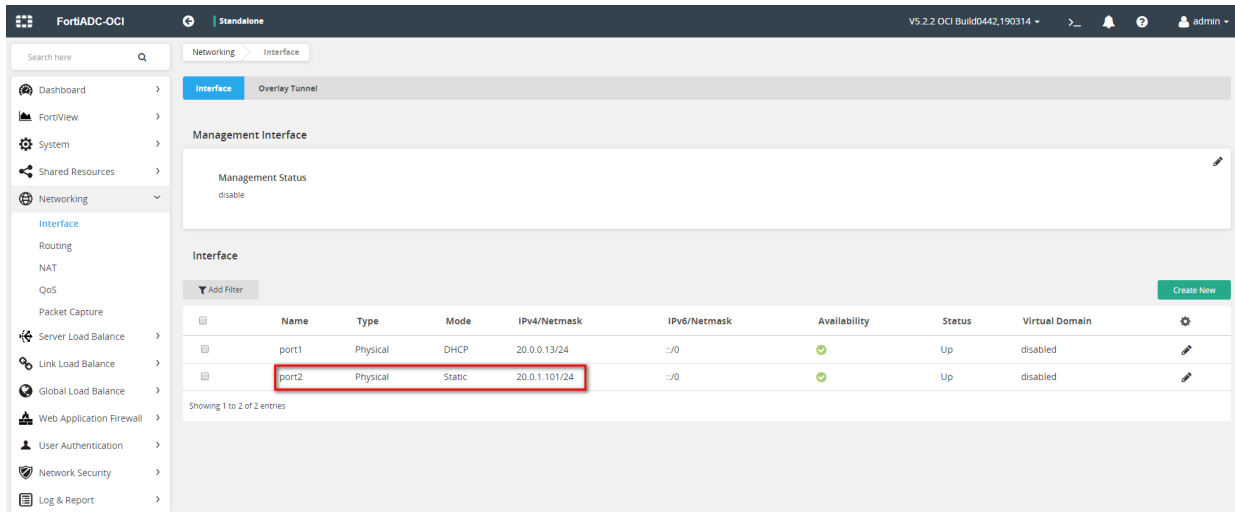 FortiADC-OCI
Standalone
V5.2.2 OCI Build0442,190314
>_
admin
Search here
Networking
Interface
Dashboard
FortiView
System
Shared Resources
Networking
Interface
Routing
NAT
QoS
Packet Capture
Server Load Balance
Link Load Balance
Global Load Balance
Web Application Firewall
User Authentication
Network Security
Log & Report
Interface Overlay Tunnel
Management Interface
Management Status
disable
Interface
Add Filter
Create New
Name Type Mode IPv4/Netmask IPv6/Netmask Availability Status Virtual Domain
port1 Physical DHCP 20.0.0.13/24 ::/0 Up disabled
port2 Physical Static 20.0.1.101/24 ::/0 Up disabled
Showing 1 to 2 of 2 entries